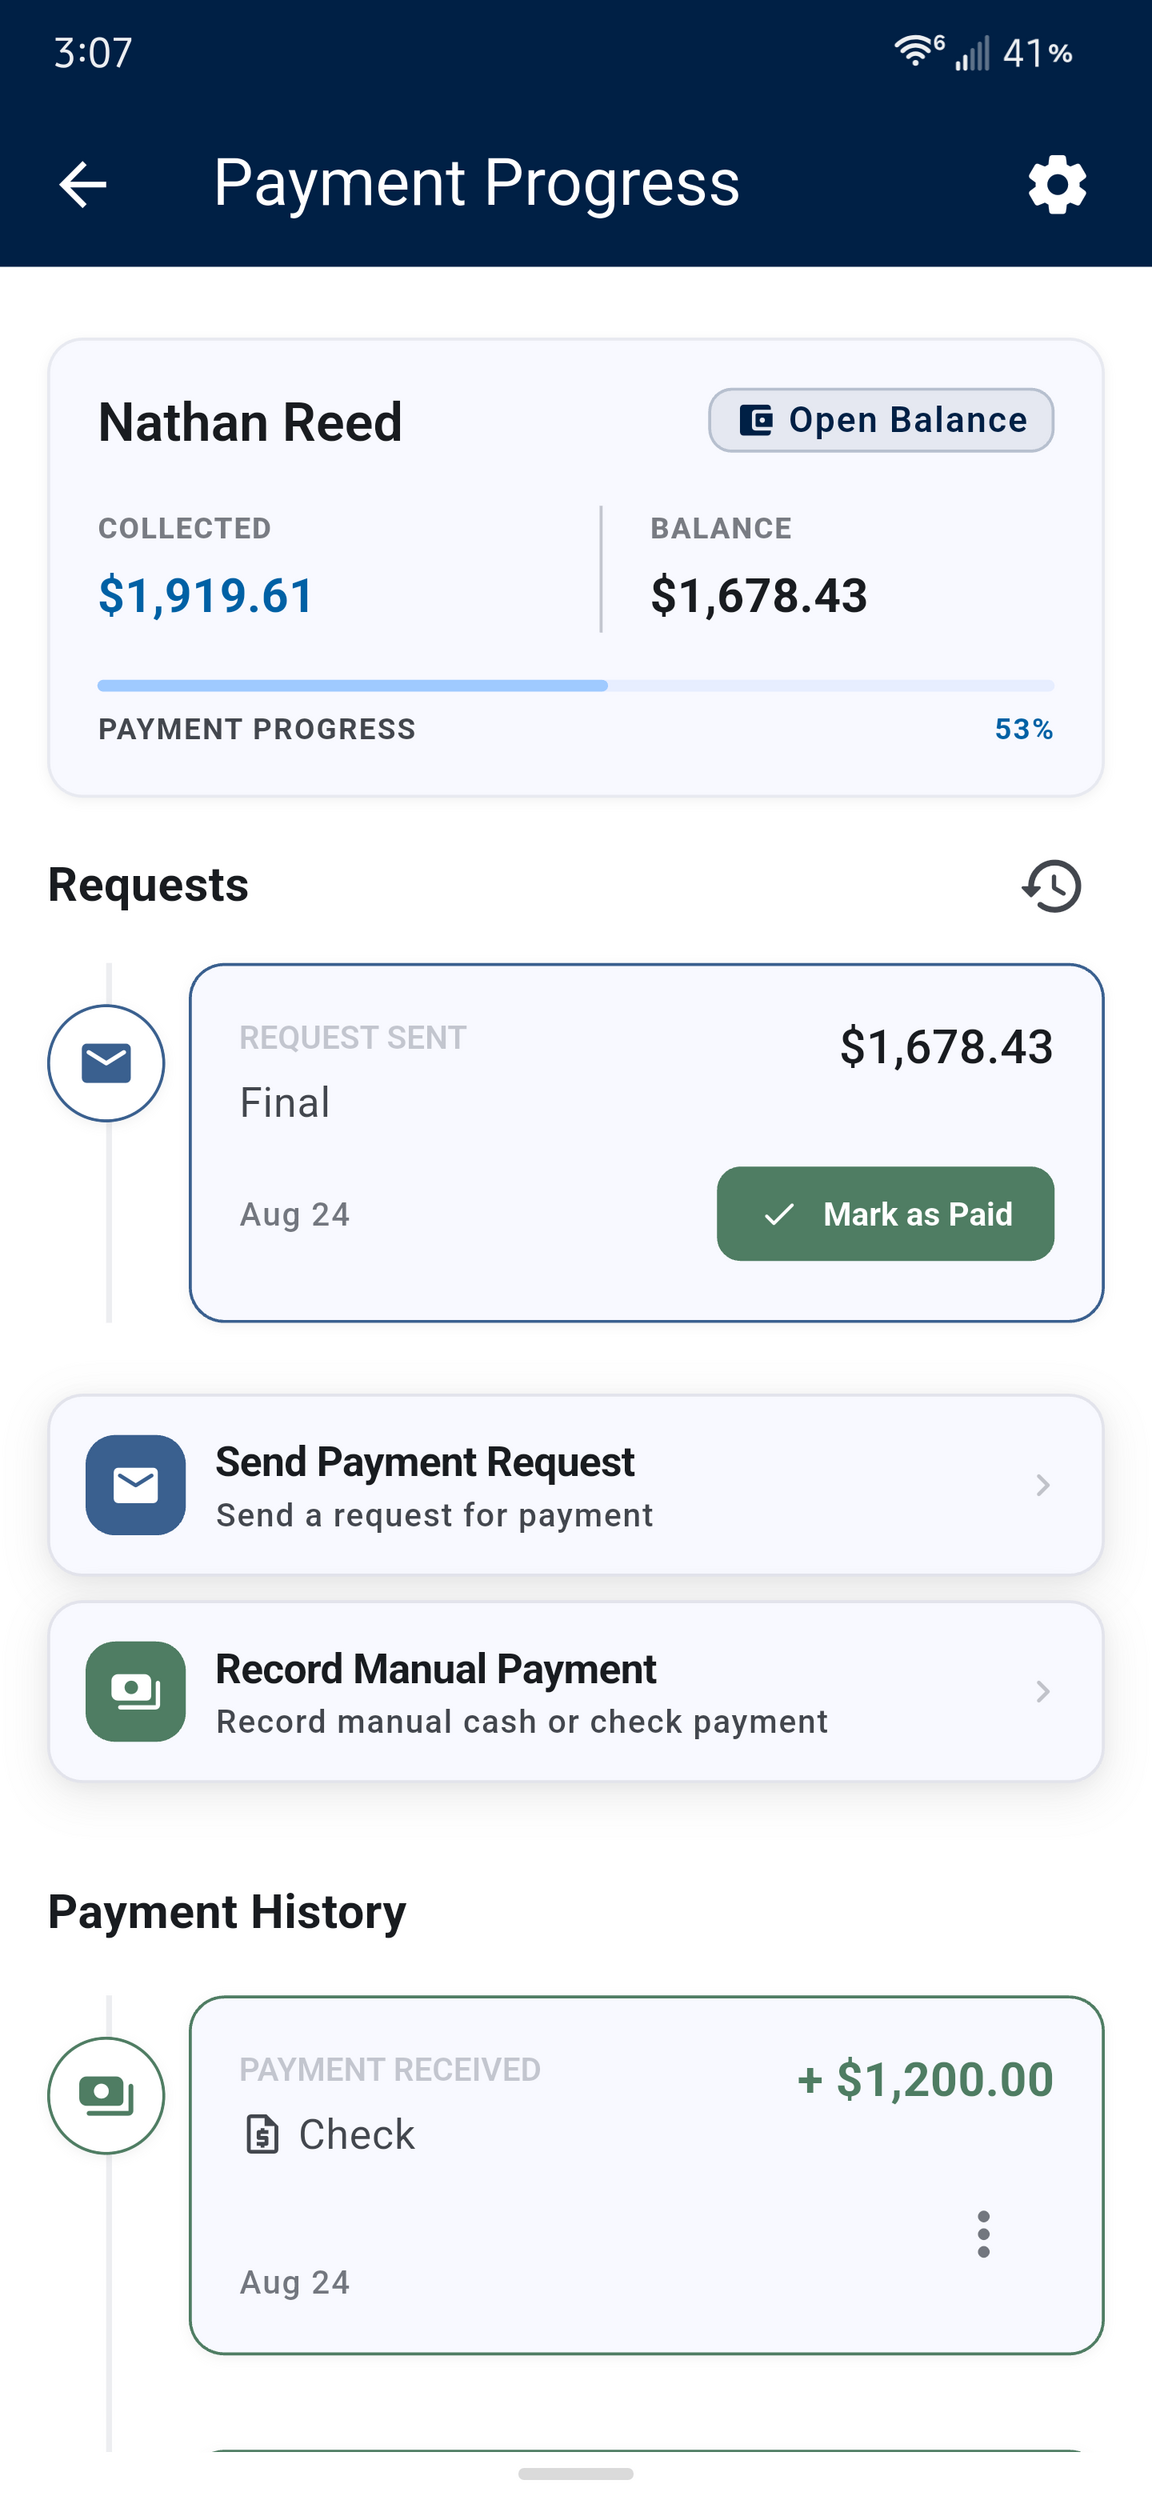 3:07
6 41%
Payment Progress
Nathan Reed
Open Balance
COLLECTED
BALANCE
$1,919.61
$1,678.43
PAYMENT PROGRESS
53%
Requests
REQUEST SENT
$1,678.43
Final
Aug 24
Mark as Paid
Send Payment Request
Send a request for payment
Record Manual Payment
Record manual cash or check payment
Payment History
PAYMENT RECEIVED
+ $1,200.00
Check
Aug 24